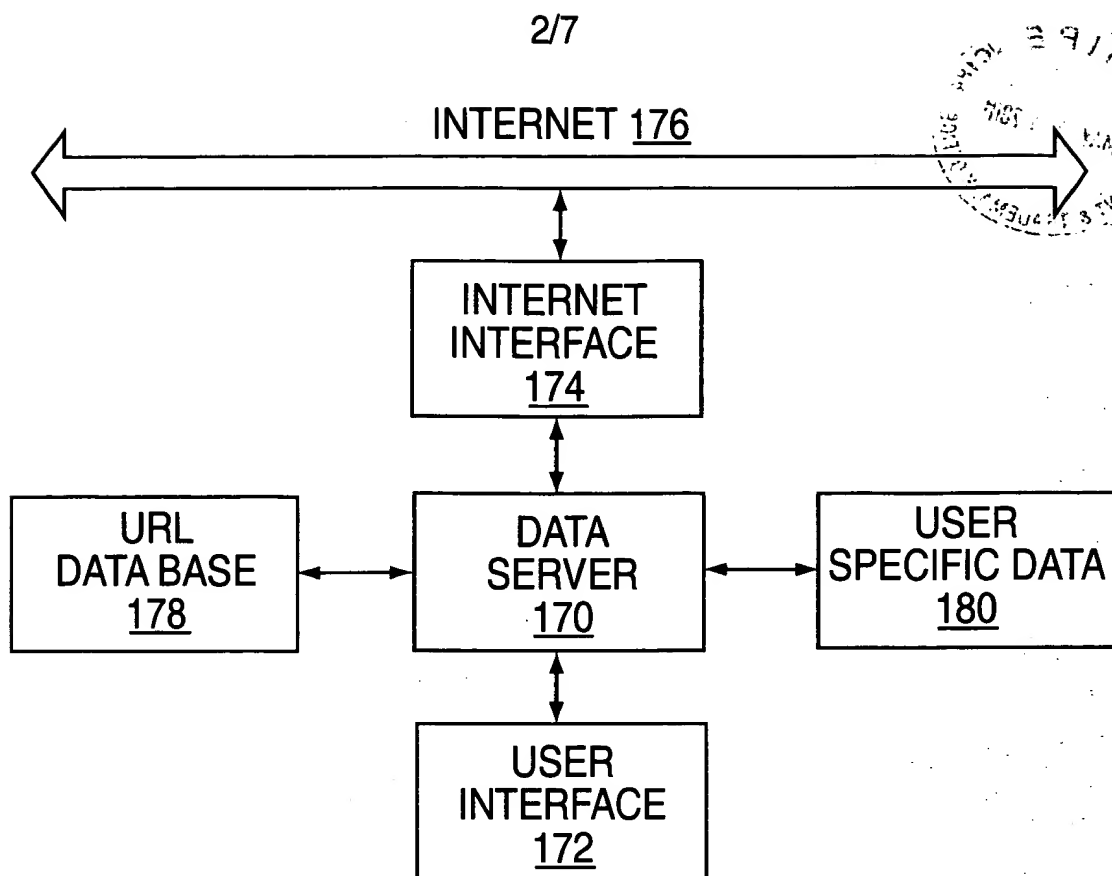 2/7
INTERNET 176
INTERNET
INTERFACE
174
URL
DATA BASE
178
DATA
SERVER
170
USER
SPECIFIC DATA
180
USER
INTERFACE
172